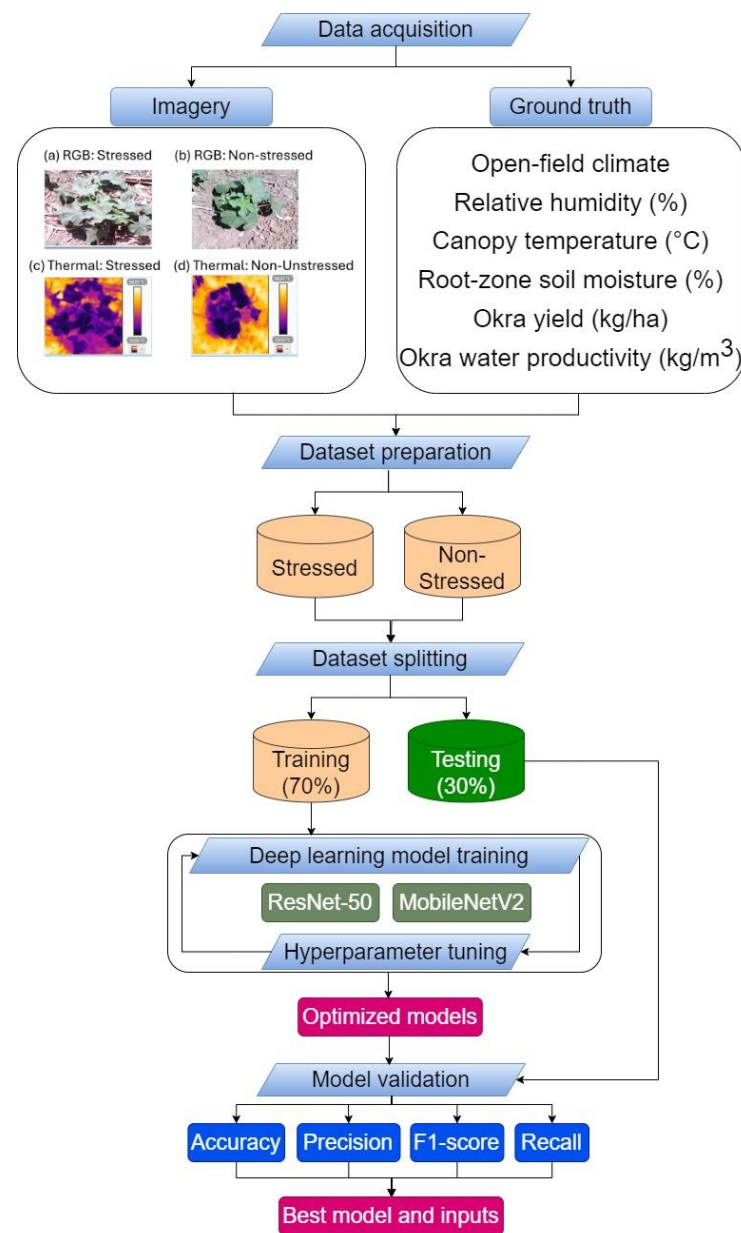 Data acquisition
Imagery
Ground truth
(a) RGB: Stressed
(b) RGB: Non-stressed
(c) Thermal: Stressed
(d) Thermal: Non-Unstressed
Open-field climate
Relative humidity (%)
Canopy temperature (°C)
Root-zone soil moisture (%)
Okra yield (kg/ha)
Okra water productivity (kg/m³)
Dataset preparation
Stressed
Non-
Stressed
Dataset splitting
Training
(70%)
Testing
(30%)
Deep learning model training
ResNet-50
MobileNetV2
Hyperparameter tuning
Optimized models
Model validation
Accuracy
Precision
F1-score
Recall
Best model and inputs